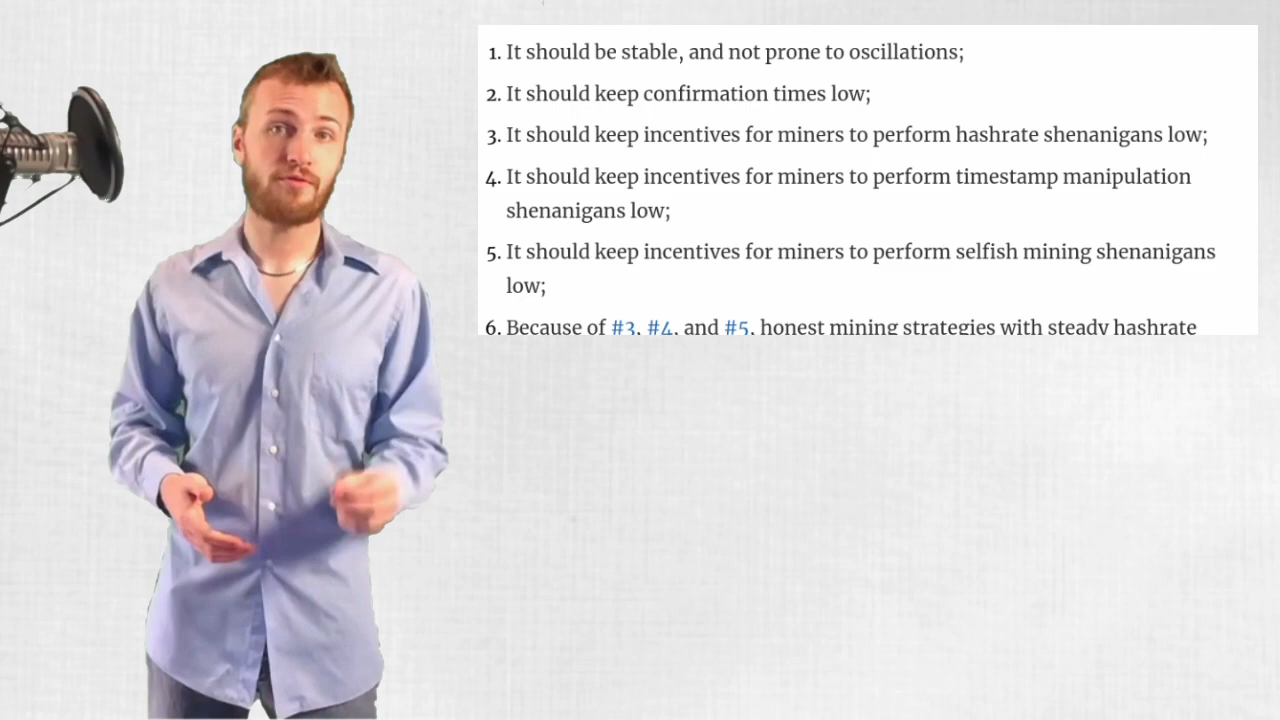 1. It should be stable, and not prone to oscillations;
2. It should keep confirmation times low;
3. It should keep incentives for miners to perform hashrate shenanigans low;
4. It should keep incentives for miners to perform timestamp manipulation
shenanigans low;
5. It should keep incentives for miners to perform selfish mining shenanigans
low;
6. Because of #3, #4, and #5, honest mining strategies with steady hashrate